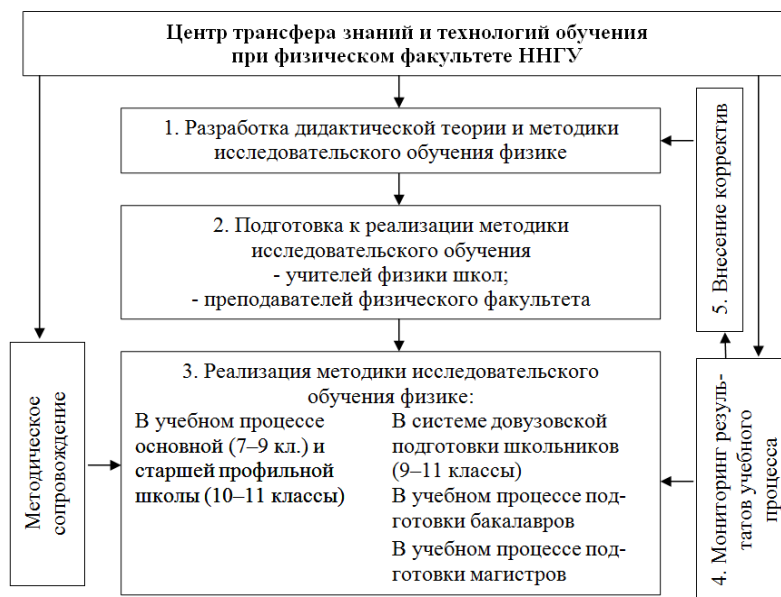 Центр трансфера знаний и технологий обучения
при физическом факультете ННГУ
1. Разработка дидактической теории и методики
исследовательского обучения физике
2. Подготовка к реализации методики
исследовательского обучения
- учителей физики школ;
- преподавателей физического факультета
3. Реализация методики исследовательского
обучения физике:
В учебном процессе
основной (7–9 кл.) и
старшей профильной
школы (10–11 классы)
В системе довузовской
подготовки школьников
(9–11 классы)
В учебном процессе под-
готовки бакалавров
В учебном процессе под-
готовки магистров
Методическое
сопровождение
4. Мониторинг резуль-
татов учебного
процесса
5. Внесение корректив